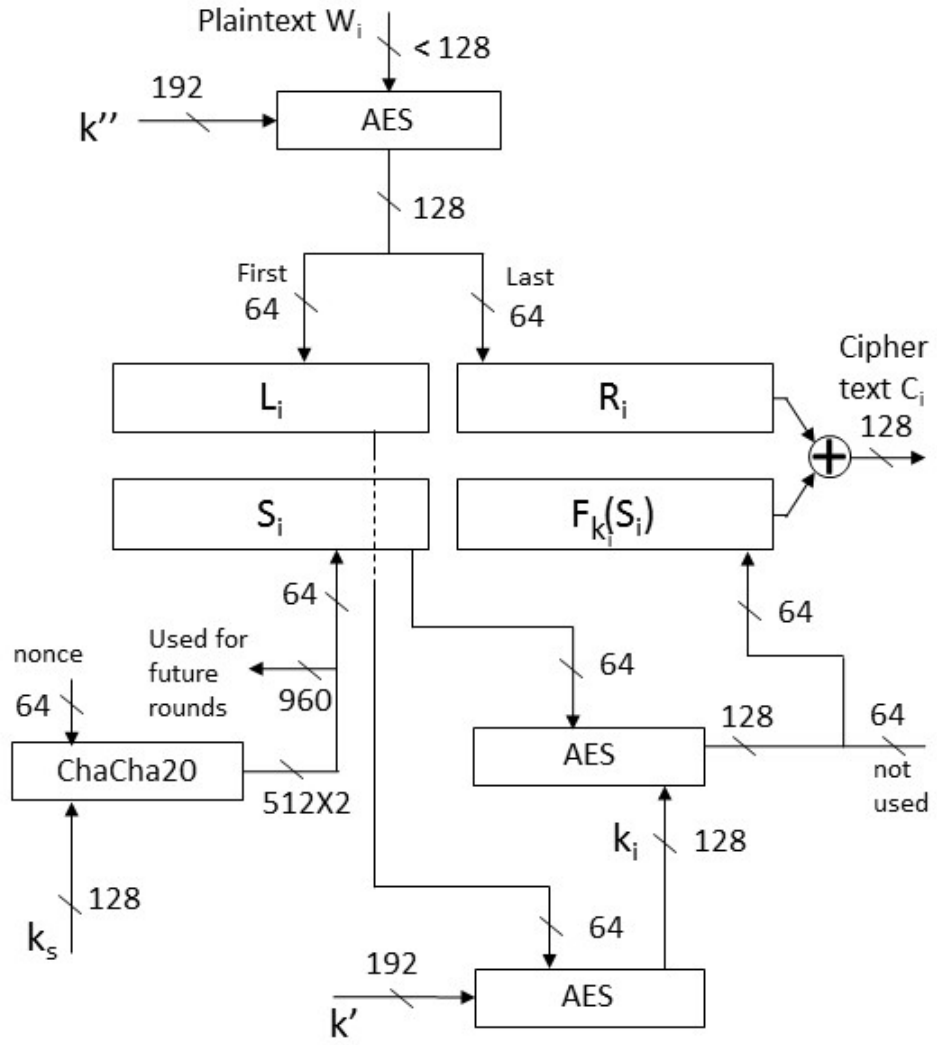 Plaintext Wi
< 128
192
k''
AES
128
First
64
Last
64
Li
Ri
Cipher
text Ci
128
Si
Fki(Si)
64
64
Used for
future
rounds
960
nonce
64
64
ChaCha20
512X2
AES
128
64
not
used
ki
128
128
ks
64
192
k'
AES